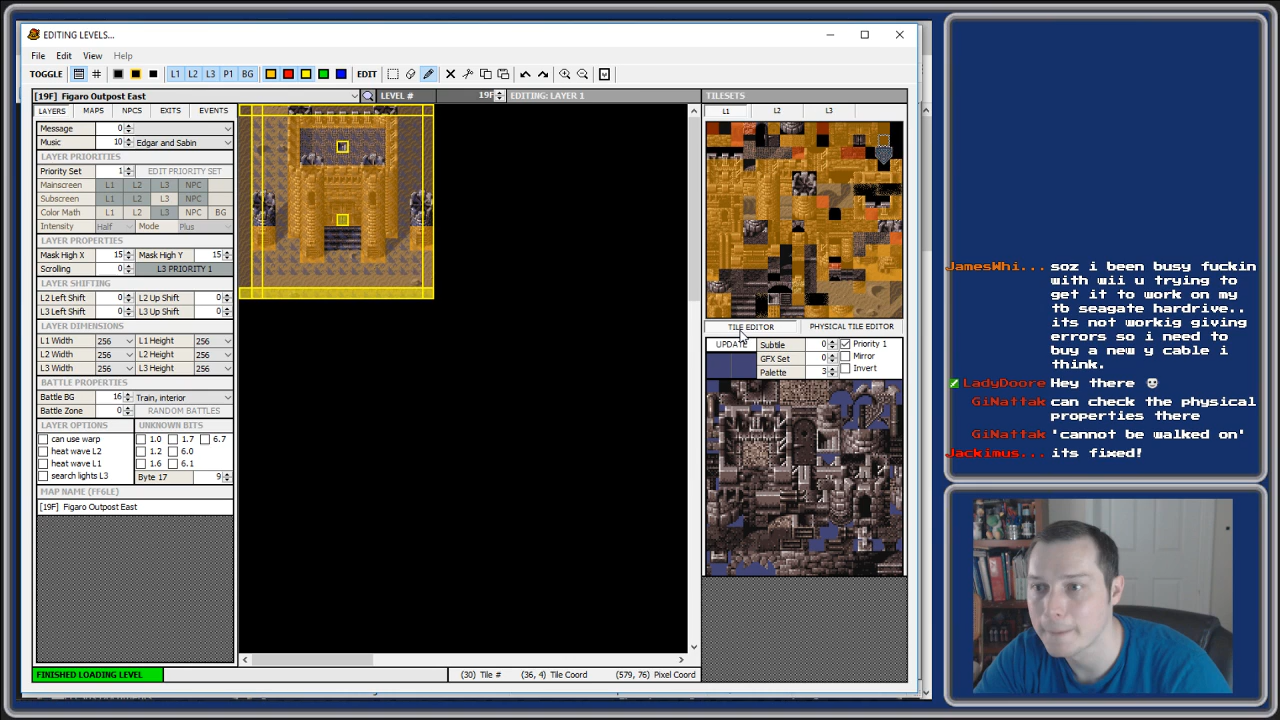 EDITING LEVELS...
File Edit View Help
TOGGLE L1 L2 L3 P1 BG EDIT
[19F] Figaro Outpost East LEVEL # 19F EDITING: LAYER 1 TILESETS
LAYERS MAPS NPCS EXITS EVENTS L1 L2 L3
Message 0
Music 10 Edgar and Sabin
LAYER PRIORITIES
Priority Set 1 EDIT PRIORITY SET
Mainscreen L1 L2 L3 NPC
Subscreen L1 L2 L3 NPC
Color Math L1 L2 L3 NPC BG
Intensity Half Mode Plus
LAYER PROPERTIES
Mask High X 15 Mask High Y 15
Scrolling 0 L3 PRIORITY 1
LAYER SHIFTING
L2 Left Shift 0 L2 Up Shift 0
L3 Left Shift 0 L3 Up Shift 0
LAYER DIMENSIONS
L1 Width 256 L1 Height 256
L2 Width 256 L2 Height 256
L3 Width 256 L3 Height 256
BATTLE PROPERTIES
Battle BG 16 Train, interior
Battle Zone 0 RANDOM BATTLES
LAYER OPTIONS UNKNOWN BITS
can use warp 1.0 1.7 6.7
heat wave L2 1.2 6.0
heat wave L1 1.6 6.1
search lights L3 Byte 17 9
MAP NAME (FF6LE)
[19F] Figaro Outpost East
TILE EDITOR PHYSICAL TILE EDITOR
UPDATE Subtile 0 Priority 1
GFX Set 0 Mirror
Palette 3 Invert
FINISHED LOADING LEVEL (30) Tile # (36, 4) Tile Coord (579, 76) Pixel Coord
JamesWhi... soz i been busy fuckin
with wii u trying to
get it to work on my
tb seagate hardrive..
its not workig giving
errors so i need to
buy a new y cable i
think.
LadyDoore Hey there
GiNattak can check the physical
properties there
GiNattak 'cannot be walked on'
Jackimus... its fixed!